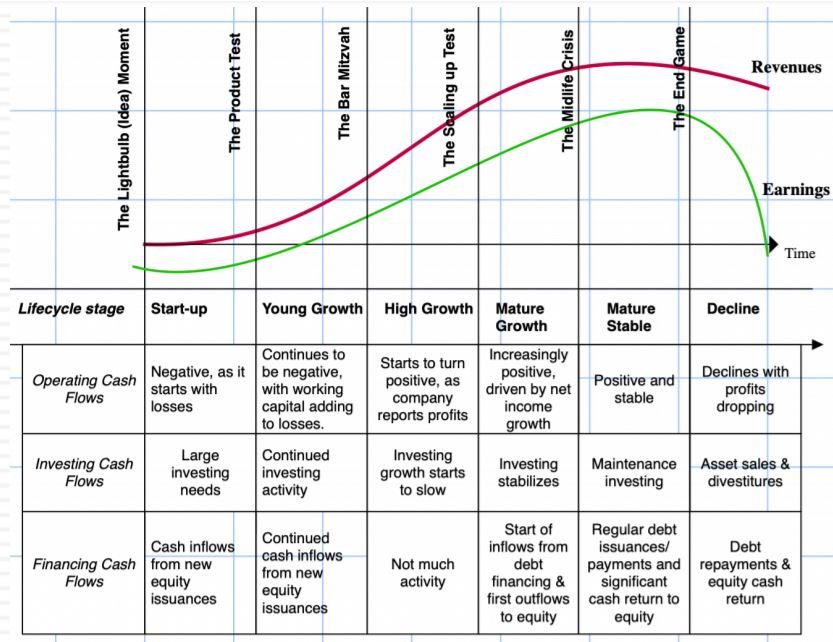 The Lightbulb (Idea) Moment
The Product Test
The Bar Mitzvah
The Scaling up Test
The Midlife Crisis
The End Game
Revenues
Earnings
Time
Lifecycle stage
Start-up
Young Growth
High Growth
Mature
Growth
Mature
Stable
Decline
Operating Cash
Flows
Negative, as it
starts with
losses
Continues to
be negative,
with working
capital adding
to losses.
Starts to turn
positive, as
company
reports profits
Increasingly
positive,
driven by net
income
growth
Positive and
stable
Declines with
profits
dropping
Investing Cash
Flows
Large
investing
needs
Continued
investing
activity
Investing
growth starts
to slow
Investing
stabilizes
Maintenance
investing
Asset sales &
divestitures
Financing Cash
Flows
Cash inflows
from new
equity
issuances
Continued
cash inflows
from new
equity
issuances
Not much
activity
Start of
inflows from
debt
financing &
first outflows
to equity
Regular debt
issuances/
payments and
significant
cash return to
equity
Debt
repayments &
equity cash
return